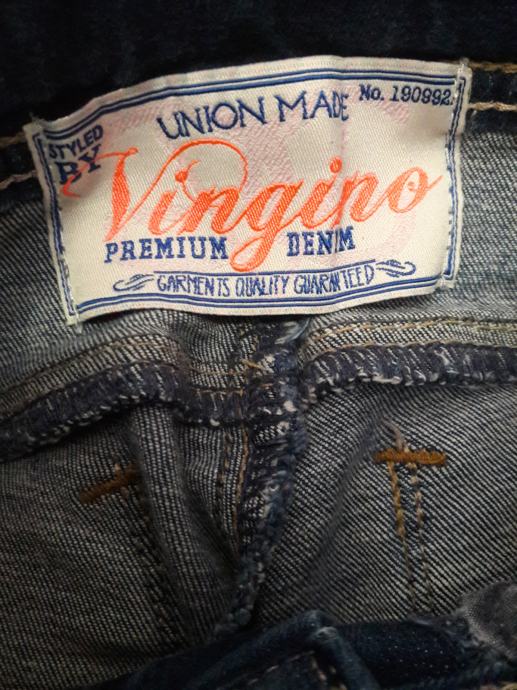 UNION MADE No. 190992
STYLED BY
Vingino
PREMIUM DENIM
GARMENTS QUALITY GUARANTEED